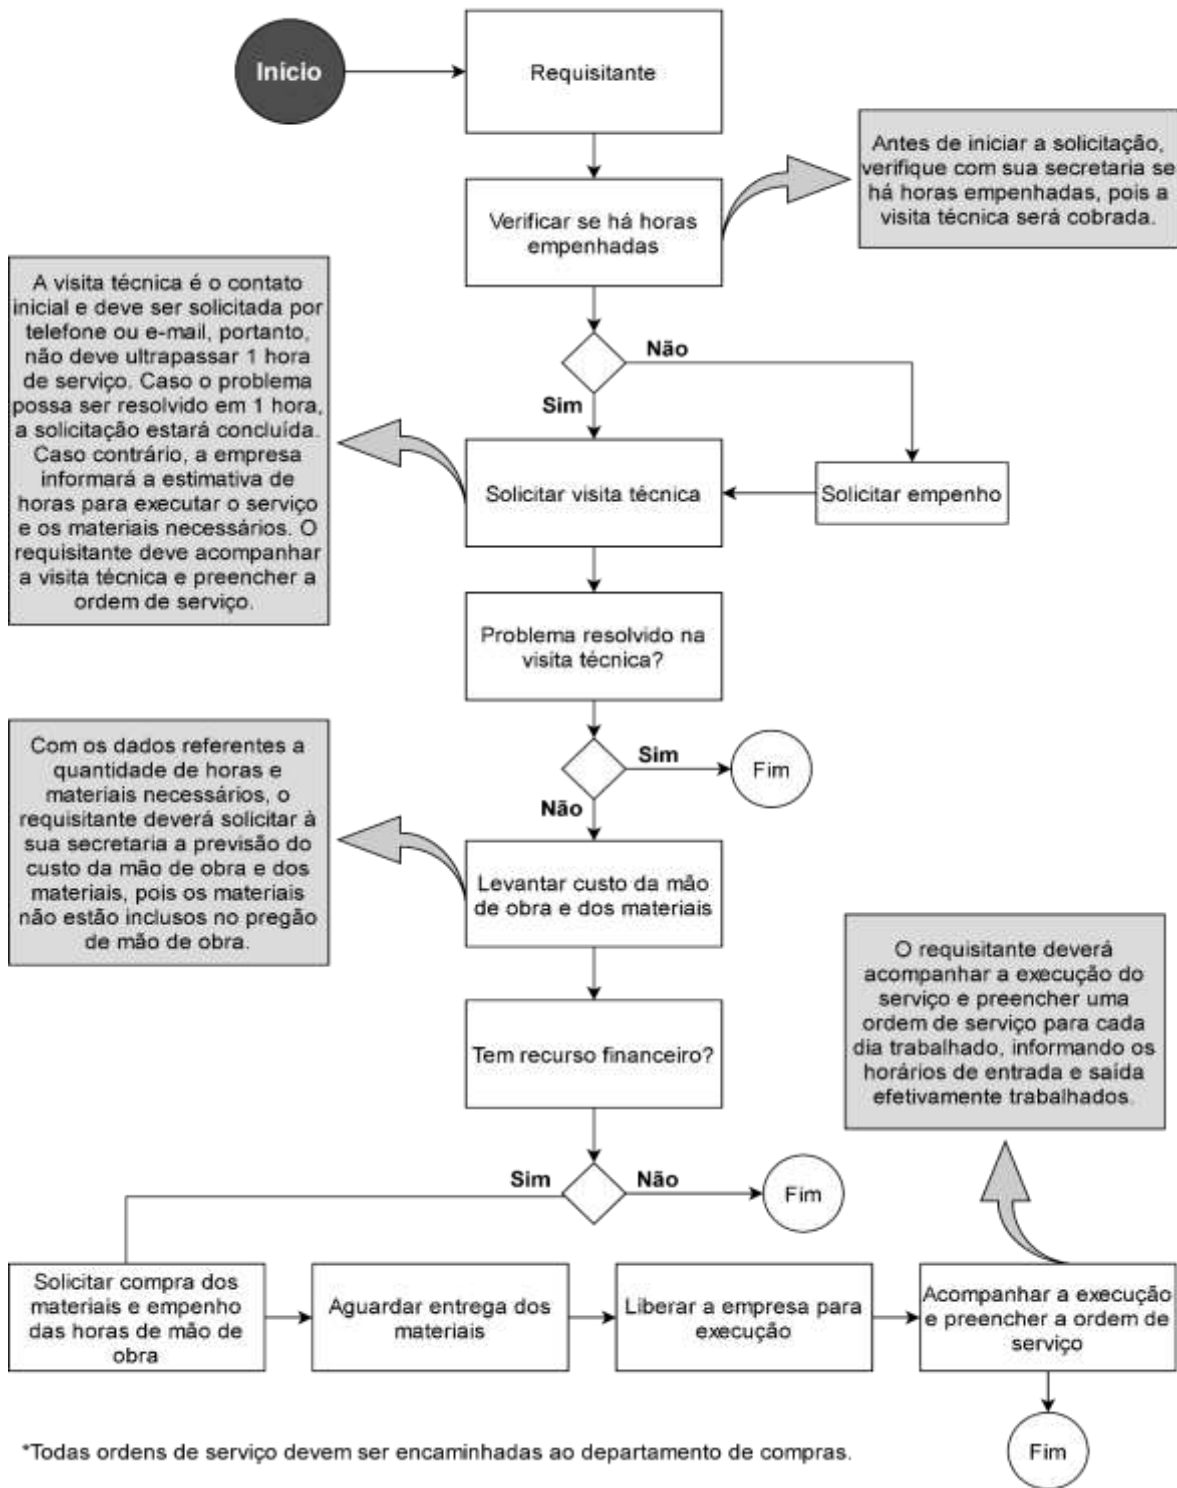 Início
Requisitante
Antes de iniciar a solicitação,
verifique com sua secretaria se
há horas empenhadas, pois a
visita técnica será cobrada.
Verificar se há horas
empenhadas
A visita técnica é o contato
inicial e deve ser solicitada por
telefone ou e-mail, portanto,
não deve ultrapassar 1 hora
de serviço. Caso o problema
possa ser resolvido em 1 hora,
a solicitação estará concluída.
Caso contrário, a empresa
informará a estimativa de
horas para executar o serviço
e os materiais necessários. O
requisitante deve acompanhar
a visita técnica e preencher a
ordem de serviço.
Não
Sim
Solicitar visita técnica
Solicitar empenho
Problema resolvido na
visita técnica?
Sim
Fim
Não
Com os dados referentes a
quantidade de horas e
materiais necessários, o
requisitante deverá solicitar à
sua secretaria a previsão do
custo da mão de obra e dos
materiais, pois os materiais
não estão inclusos no pregão
de mão de obra.
Levantar custo da mão
de obra e dos materiais
O requisitante deverá
acompanhar a execução do
serviço e preencher uma
ordem de serviço para cada
dia trabalhado, informando os
horários de entrada e saída
efetivamente trabalhados.
Tem recurso financeiro?
Sim
Não
Fim
Solicitar compra dos
materiais e empenho
das horas de mão de
obra
Aguardar entrega dos
materiais
Liberar a empresa para
execução
Acompanhar a execução
e preencher a ordem de
serviço
Fim
*Todas ordens de serviço devem ser encaminhadas ao departamento de compras.